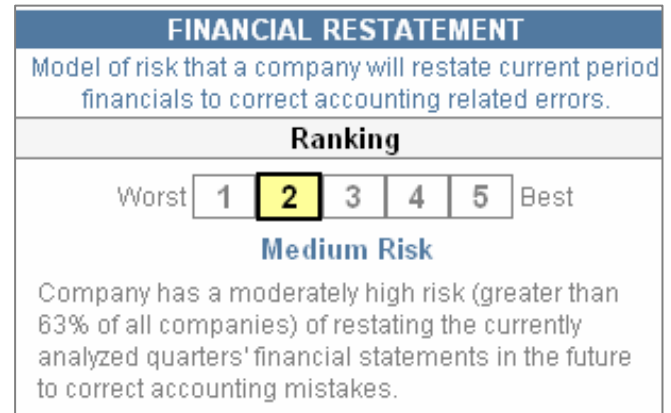 FINANCIAL RESTATEMENT
Model of risk that a company will restate current period
financials to correct accounting related errors.
Ranking
Worst 1 2 3 4 5 Best
Medium Risk
Company has a moderately high risk (greater than
63% of all companies) of restating the currently
analyzed quarters' financial statements in the future
to correct accounting mistakes.